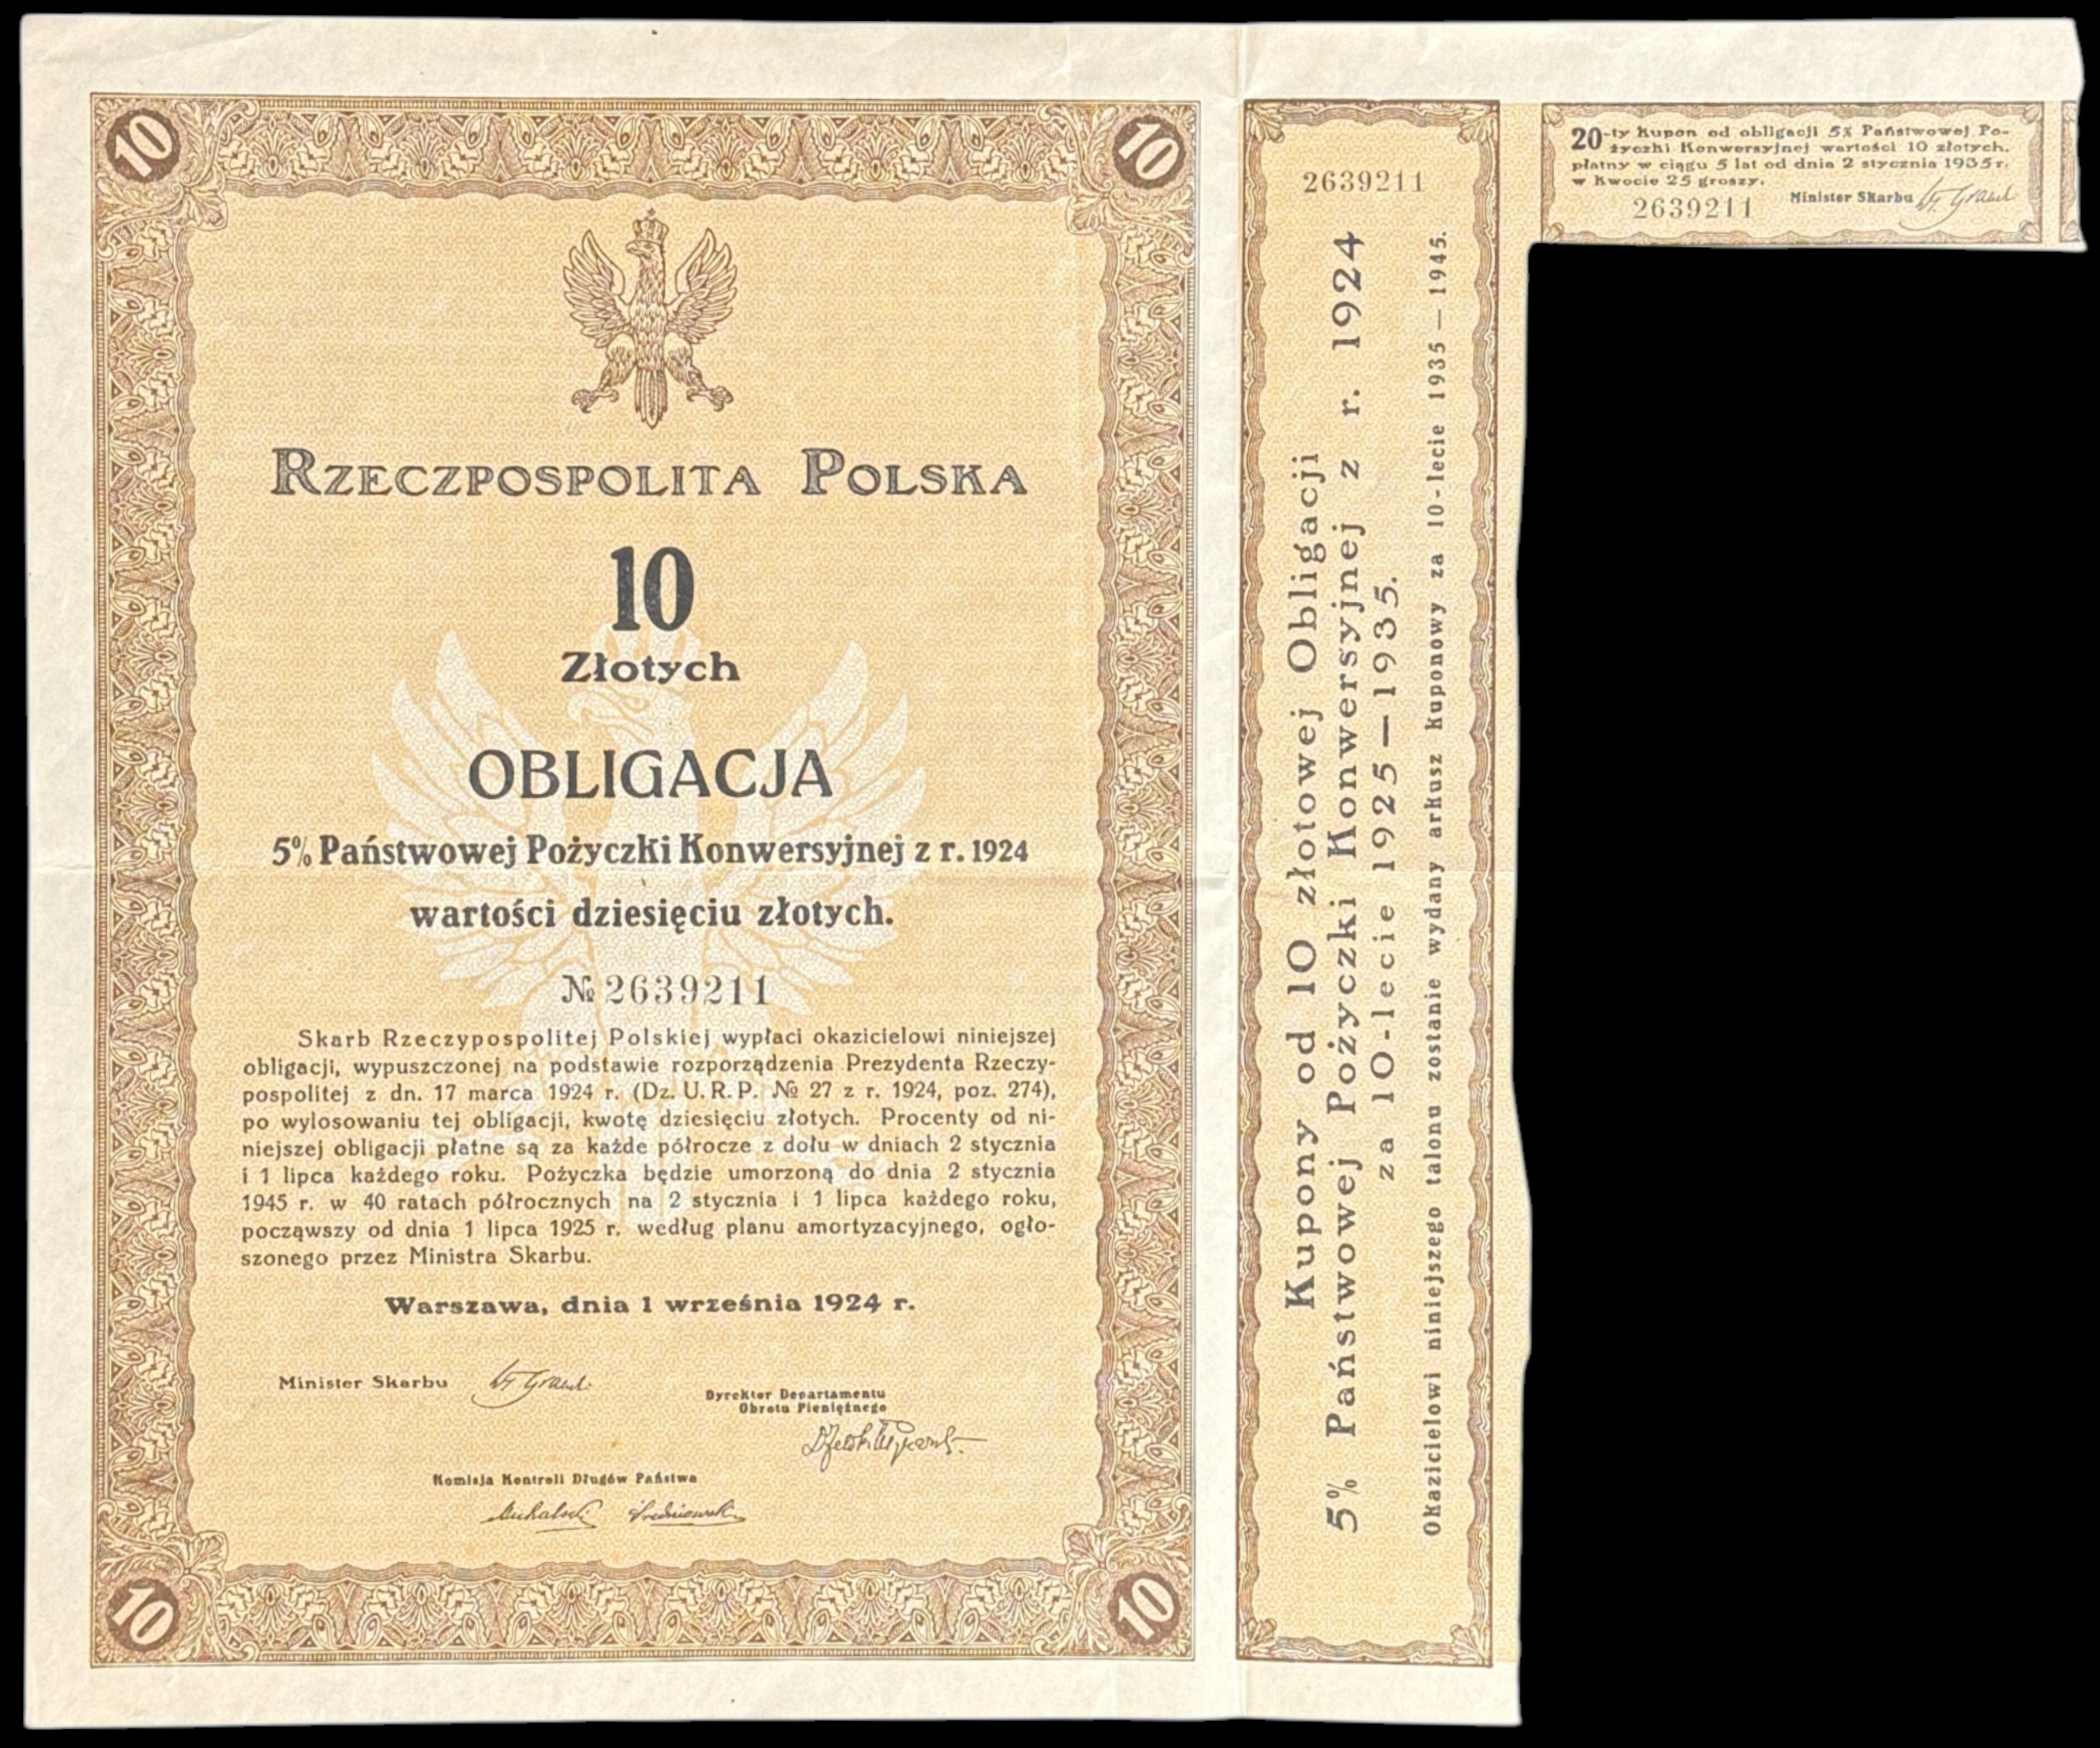 10
10
RZECZPOSPOLITA POLSKA
10
Złotych
OBLIGACJA
5% Państwowej Pożyczki Konwersyjnej z r. 1924
wartości dziesięciu złotych.
№ 2639211
Skarb Rzeczypospolitej Polskiej wypłaci okazicielowi niniejszej
obligacji, wypuszczonej na podstawie rozporządzenia Prezydenta Rzeczy-
pospolitej z dn. 17 marca 1924 r. (Dz. U. R. P. № 27 z r. 1924, poz. 274),
po wylosowaniu tej obligacji, kwotę dziesięciu złotych. Procenty od ni-
niejszej obligacji płatne są za każde półrocze z dołu w dniach 2 stycznia
i 1 lipca każdego roku. Pożyczka będzie umorzoną do dnia 2 stycznia
1945 r. w 40 ratach półrocznych na 2 stycznia i 1 lipca każdego roku,
począwszy od dnia 1 lipca 1925 r. według planu amortyzacyjnego, ogło-
szonego przez Ministra Skarbu.
Warszawa, dnia 1 września 1924 r.
Minister Skarbu
Dyrektor Departamentu
Obrotu Pieniężnego
Komisja Kontroli Długów Państwa
10
10
2639211
Kupony od 10 złotowej Obligacji
5% Państwowej Pożyczki Konwersyjnej z r. 1924
za 10-lecie 1925—1935.
Okazicielowi niniejszego talonu zostanie wydany arkusz kuponowy za 10-lecie 1935 — 1945.
20-ty kupon od obligacji 5% Państwowej Po-
życzki Konwersyjnej wartości 10 złotych,
płatny w ciągu 5 lat od dnia 2 stycznia 1935 r.
w kwocie 25 groszy.
2639211 Minister Skarbu